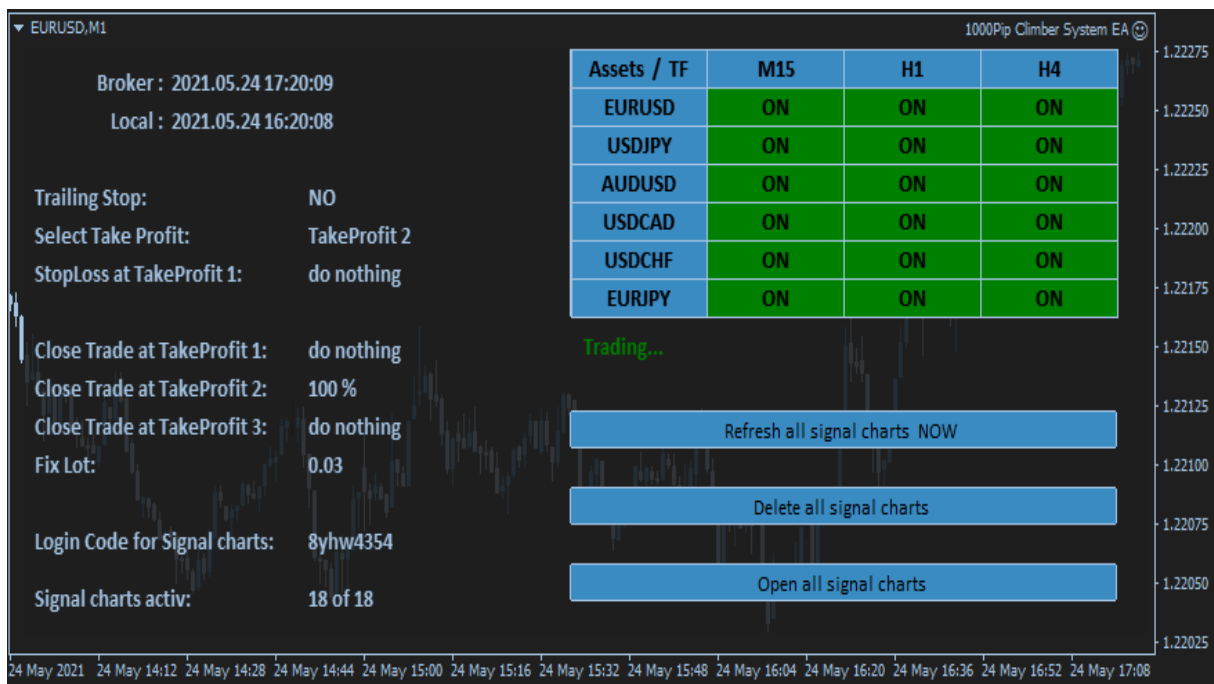 EURUSD,M1
1000Pip Climber System EA
Broker : 2021.05.24 17:20:09
Local : 2021.05.24 16:20:08
Trailing Stop: NO
Select Take Profit: TakeProfit 2
StopLoss at TakeProfit 1: do nothing
Close Trade at TakeProfit 1: do nothing
Close Trade at TakeProfit 2: 100 %
Close Trade at TakeProfit 3: do nothing
Fix Lot: 0.03
Login Code for Signal charts: 8yhw4354
Signal charts activ: 18 of 18
Assets / TF M15 H1 H4
EURUSD ON ON ON
USDJPY ON ON ON
AUDUSD ON ON ON
USDCAD ON ON ON
USDCHF ON ON ON
EURJPY ON ON ON
Trading...
Refresh all signal charts NOW
Delete all signal charts
Open all signal charts
1.22275
1.22250
1.22225
1.22200
1.22175
1.22150
1.22125
1.22100
1.22075
1.22050
1.22025
24 May 2021 24 May 14:12 24 May 14:28 24 May 14:44 24 May 15:00 24 May 15:16 24 May 15:32 24 May 15:48 24 May 16:04 24 May 16:20 24 May 16:36 24 May 16:52 24 May 17:08